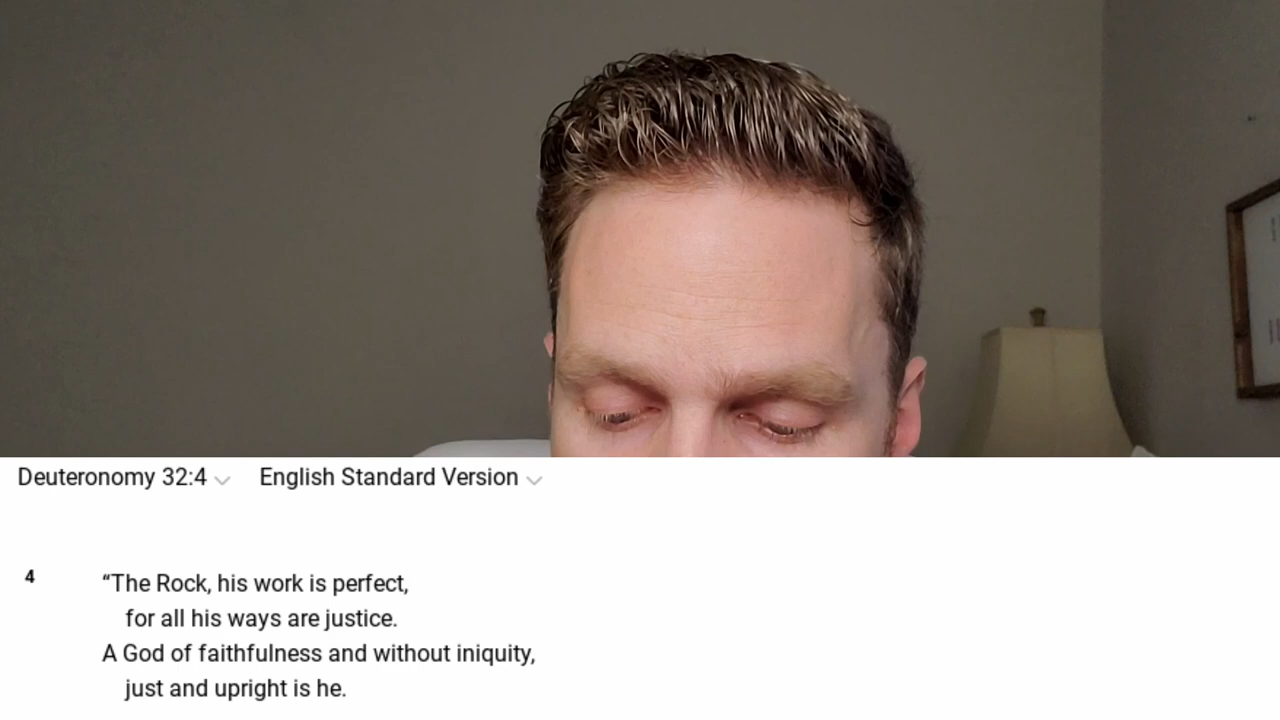 Deuteronomy 32:4 English Standard Version
4 “The Rock, his work is perfect,
for all his ways are justice.
A God of faithfulness and without iniquity,
just and upright is he.